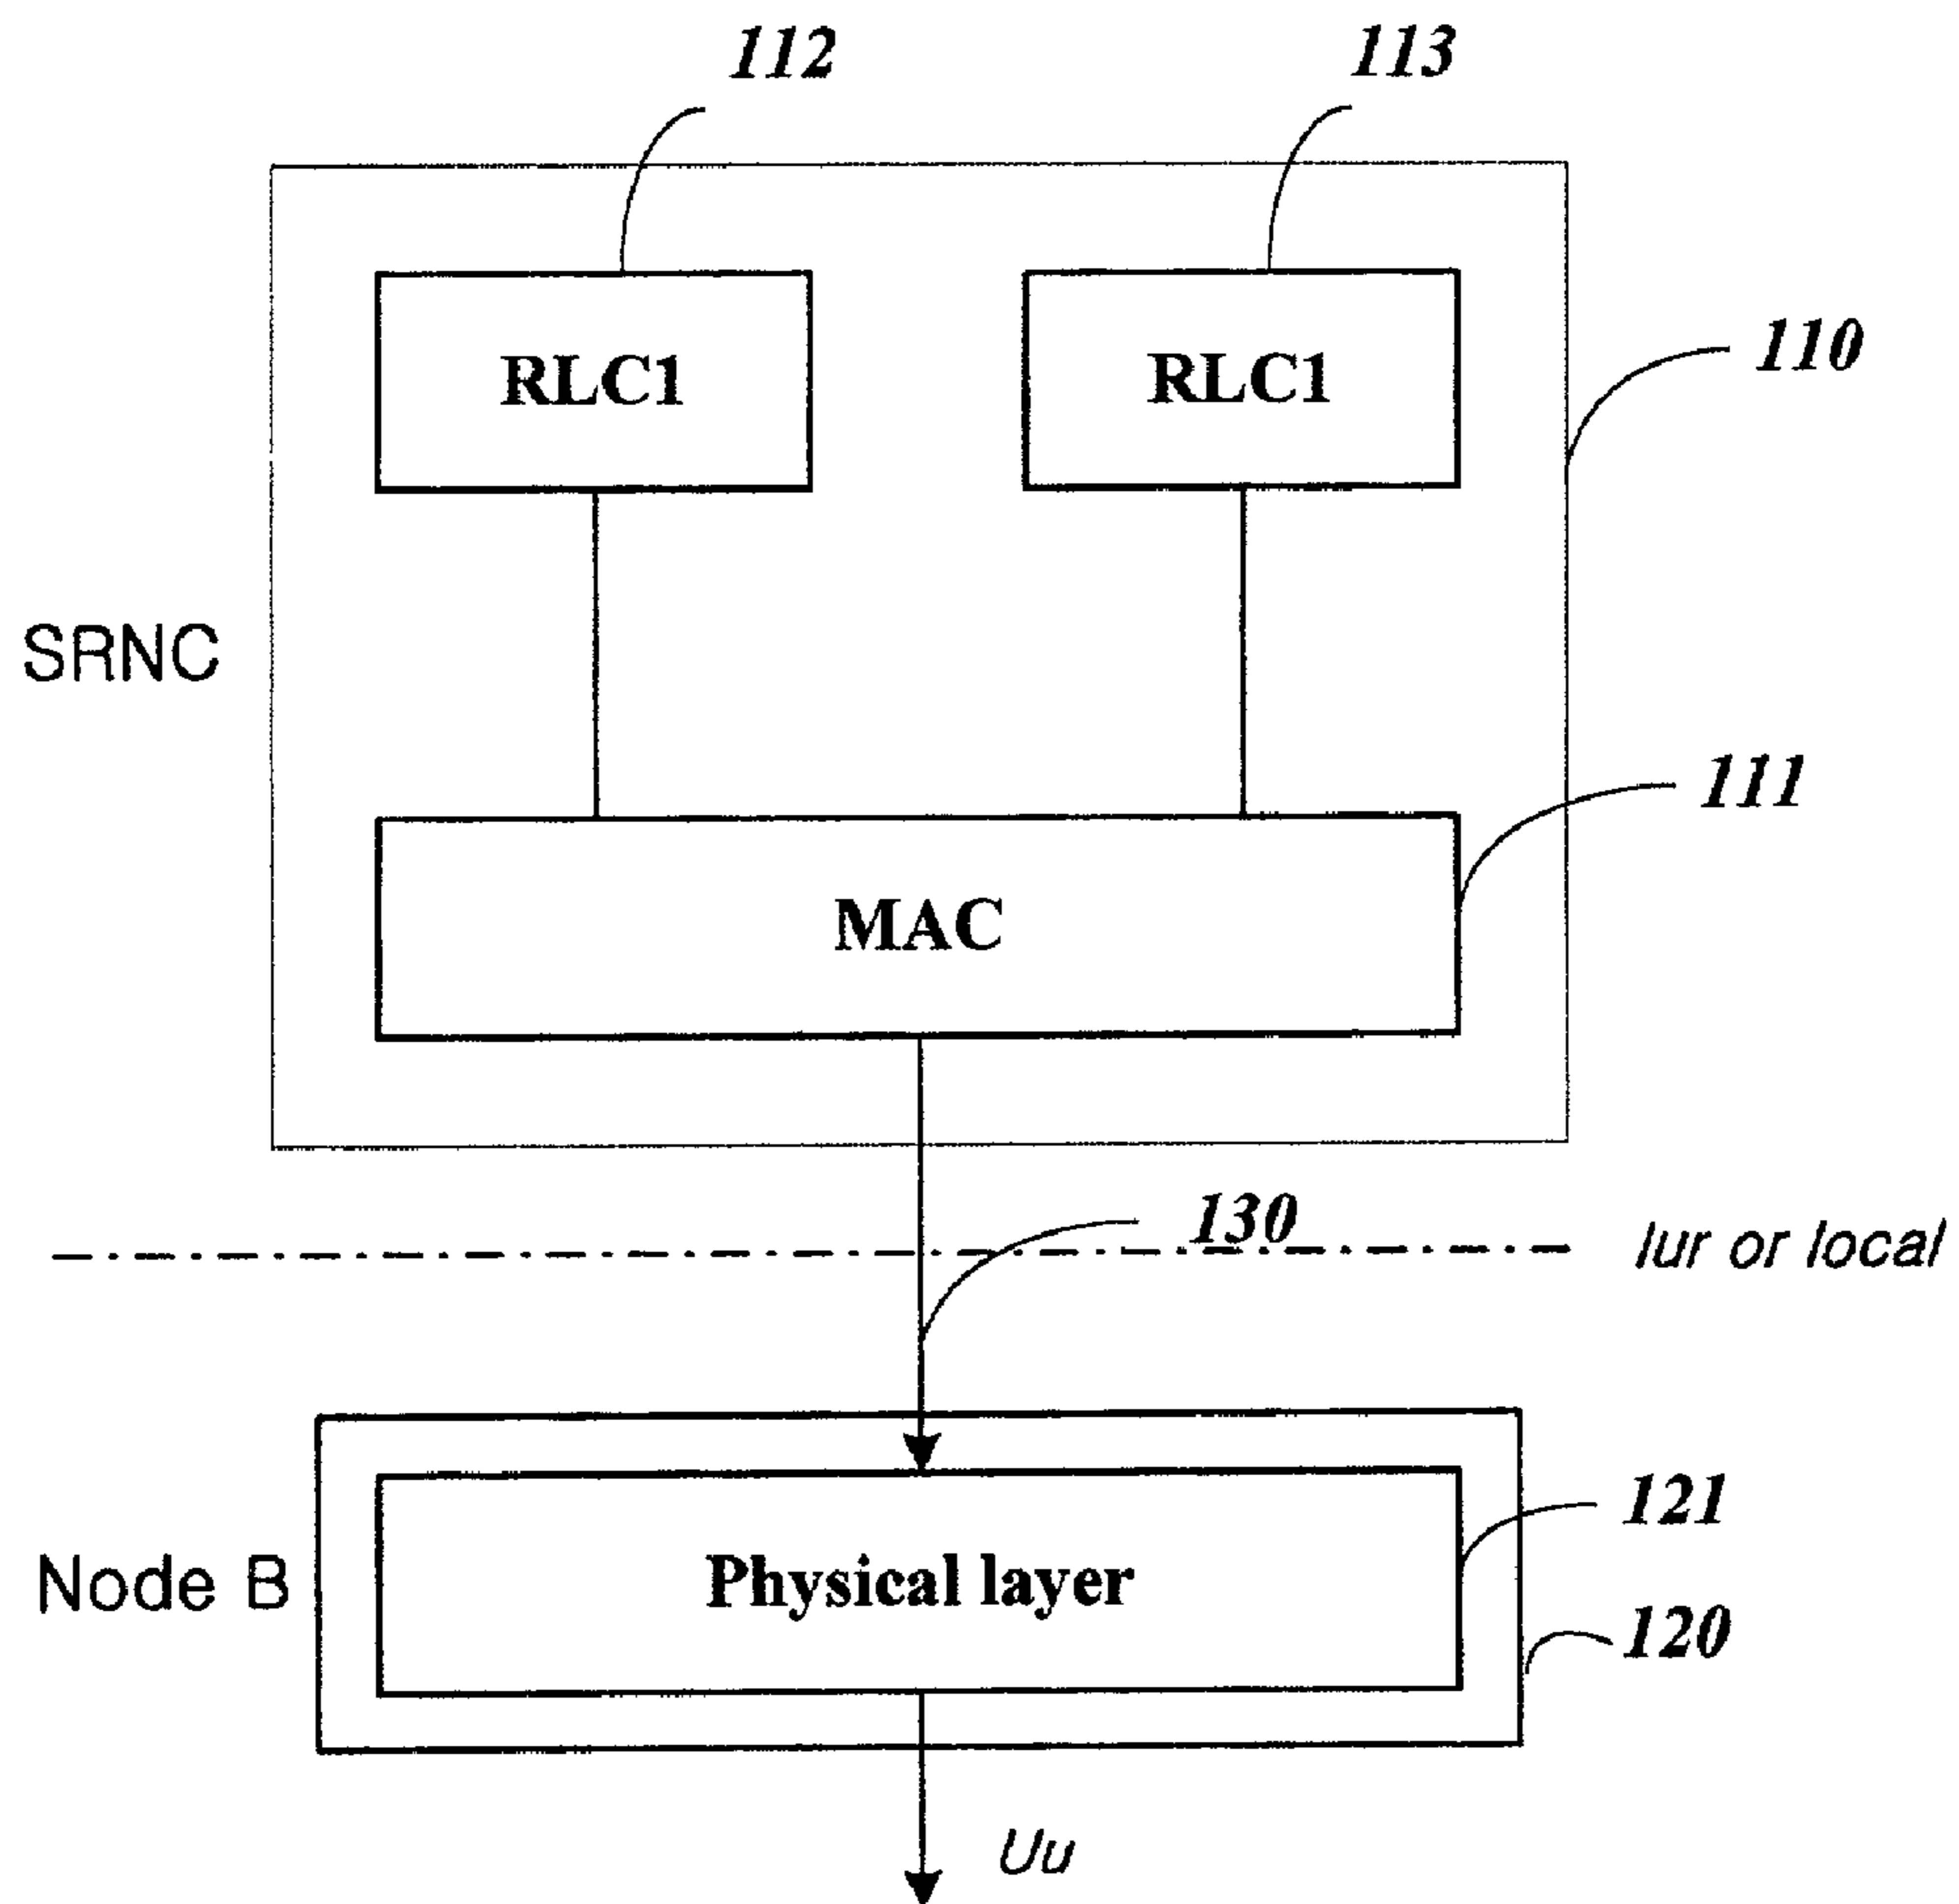 112
113
RLC1
RLC1
110
SRNC
111
MAC
130
Iur or local
Physical layer
121
Node B
120
Uu